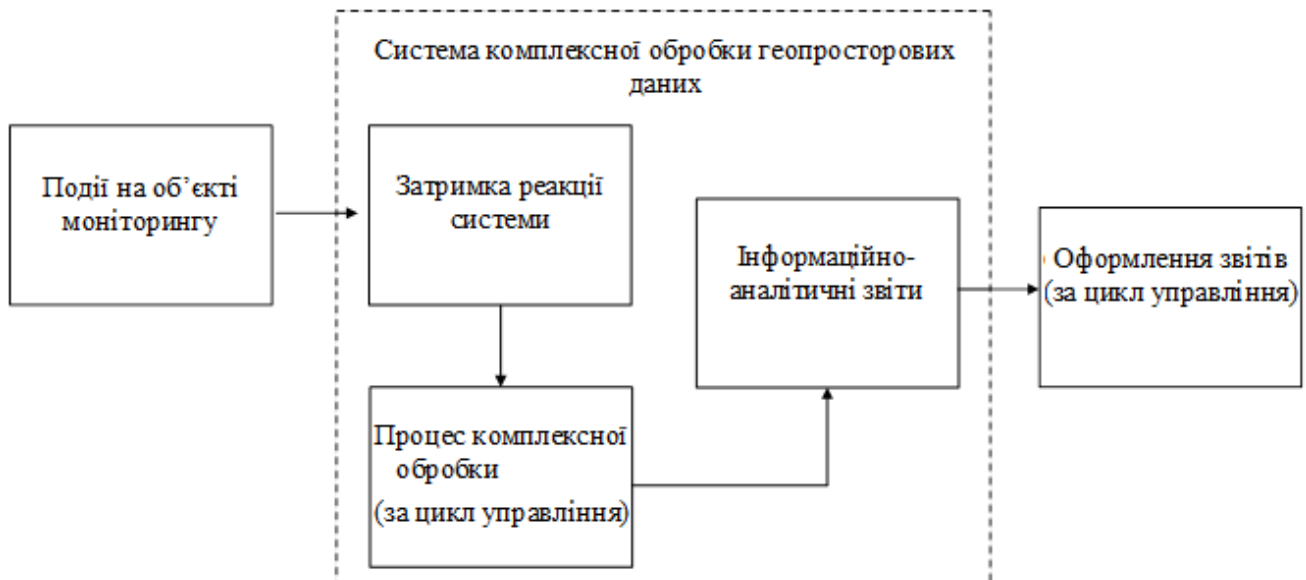 Система комплексної обробки геопросторових
даних
Події на об’єкті
моніторингу
Затримка реакції
системи
Інформаційно-
аналітичні звіти
Оформлення звітів
(за цикл управління)
Процес комплексної
обробки
(за цикл управління)